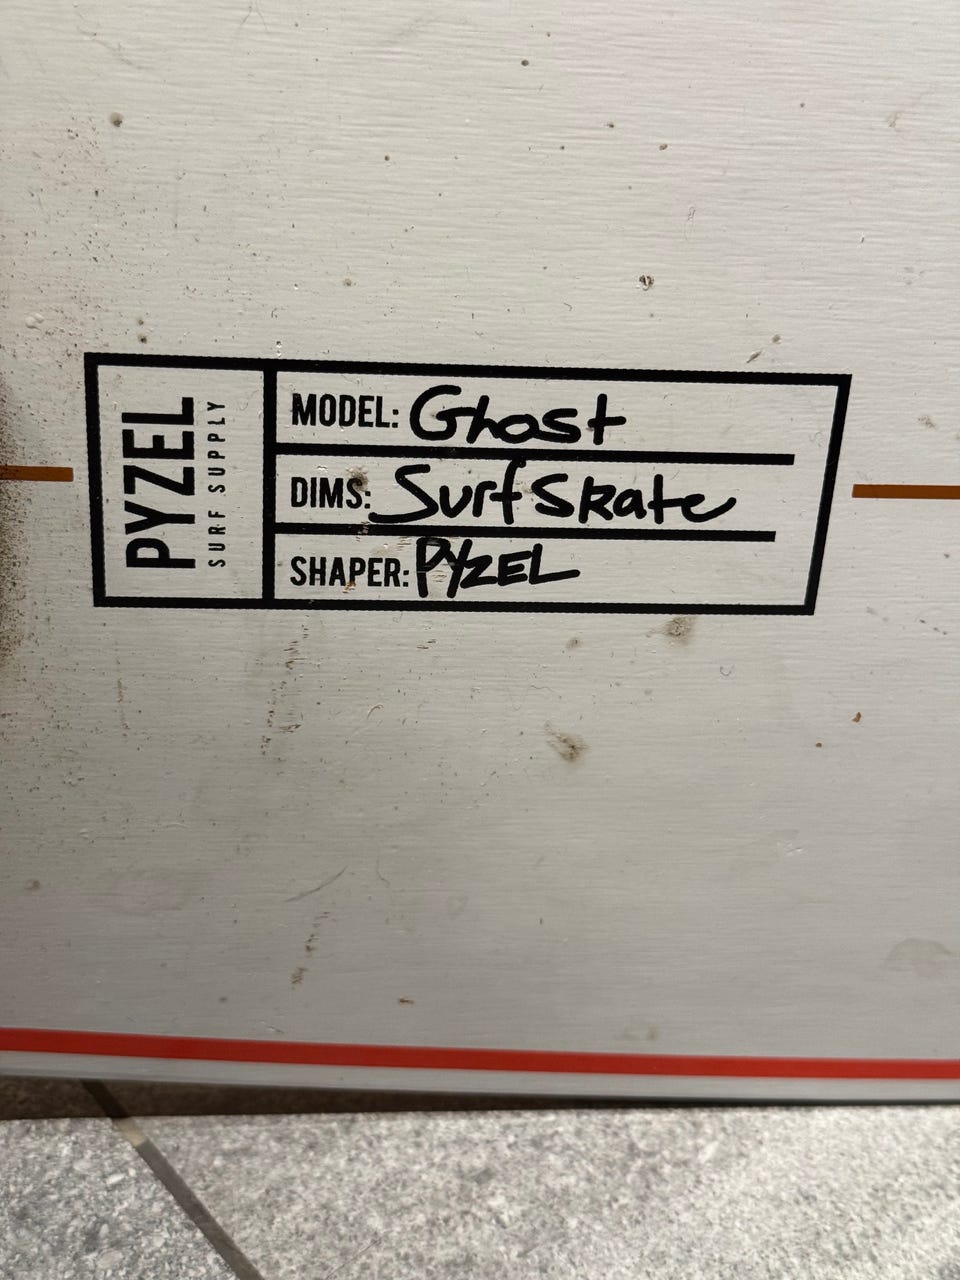 PYZEL
SURF SUPPLY
MODEL: Ghost
DIMS: Surf Skate
SHAPER: PYZEL